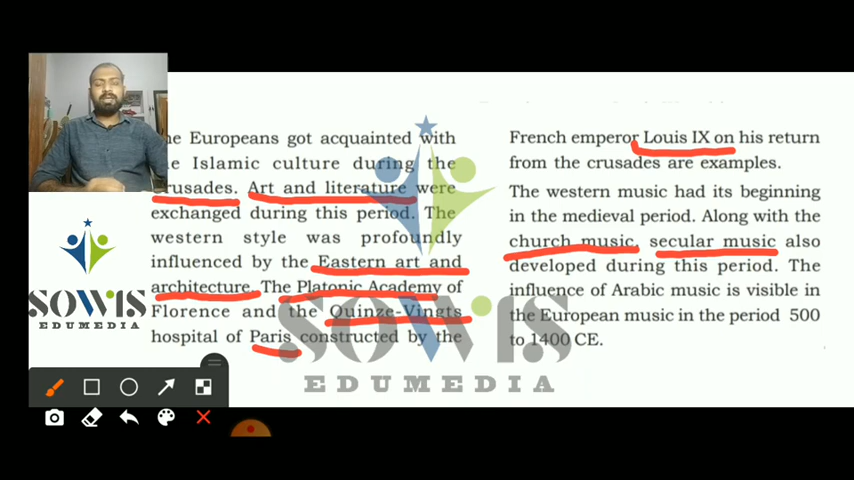 he Europeans got acquainted with
he Islamic culture during the
crusades. Art and literature were
exchanged during this period. The
western style was profoundly
influenced by the Eastern art and
architecture. The Platonic Academy of
Florence and the Quinze-Vingts
hospital of Paris constructed by the
French emperor Louis IX on his return
from the crusades are examples.
The western music had its beginning
in the medieval period. Along with the
church music, secular music also
developed during this period. The
influence of Arabic music is visible in
the European music in the period 500
to 1400 CE.
SOWIS
EDUMEDIA
SOWIS
EDUMEDIA